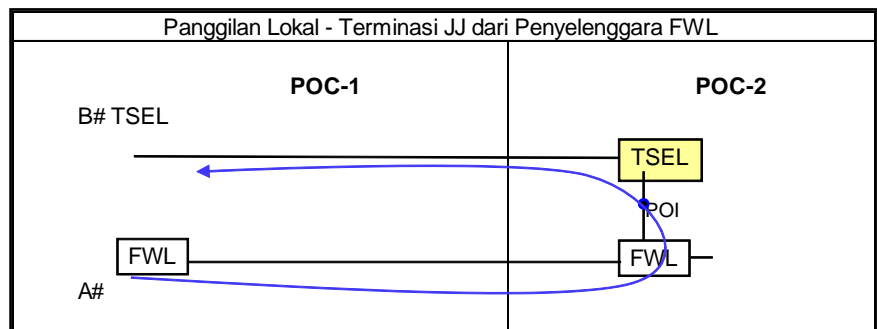 Panggilan Lokal - Terminasi JJ dari Penyelenggara FWL
POC-1 POC-2
B# TSEL
TSEL
POI
FWL FWL
A#